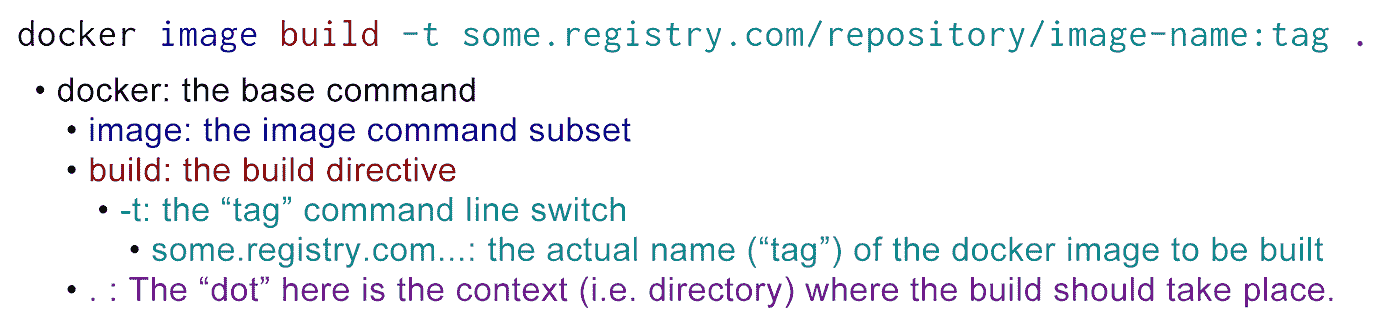 docker image build -t some.registry.com/repository/image-name:tag .
• docker: the base command
• image: the image command subset
• build: the build directive
• -t: the “tag” command line switch
• some.registry.com...: the actual name (“tag”) of the docker image to be built
• . : The “dot” here is the context (i.e. directory) where the build should take place.